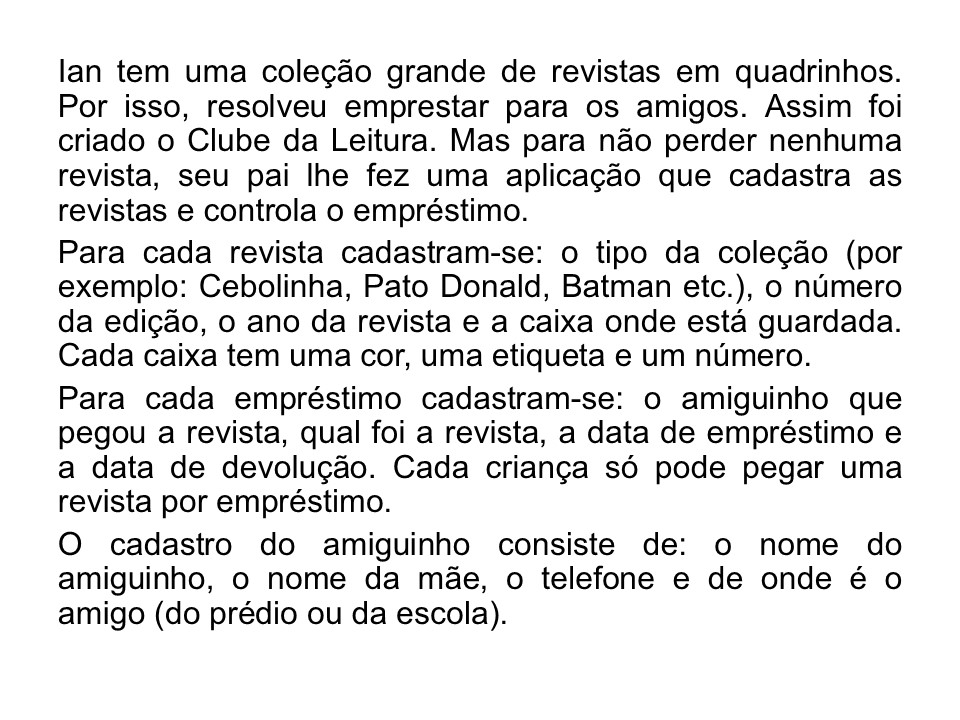 Ian tem uma coleção grande de revistas em quadrinhos.
Por isso, resolveu emprestar para os amigos. Assim foi
criado o Clube da Leitura. Mas para não perder nenhuma
revista, seu pai lhe fez uma aplicação que cadastra as
revistas e controla o empréstimo.
Para cada revista cadastram-se: o tipo da coleção (por
exemplo: Cebolinha, Pato Donald, Batman etc.), o número
da edição, o ano da revista e a caixa onde está guardada.
Cada caixa tem uma cor, uma etiqueta e um número.
Para cada empréstimo cadastram-se: o amiguinho que
pegou a revista, qual foi a revista, a data de empréstimo e
a data de devolução. Cada criança só pode pegar uma
revista por empréstimo.
O cadastro do amiguinho consiste de: o nome do
amiguinho, o nome da mãe, o telefone e de onde é o
amigo (do prédio ou da escola).